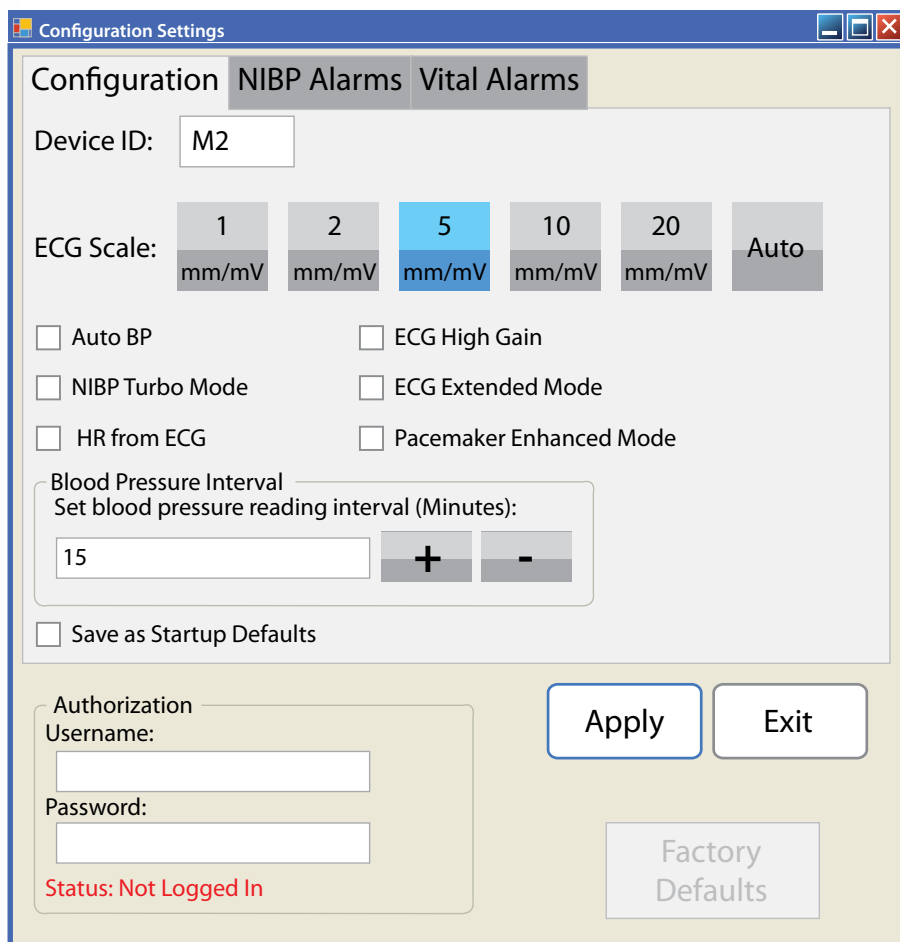 Configuration Settings
Configuration NIBP Alarms Vital Alarms
Device ID: M2
ECG Scale: 1 mm/mV 2 mm/mV 5 mm/mV 10 mm/mV 20 mm/mV Auto
Auto BP ECG High Gain
NIBP Turbo Mode ECG Extended Mode
HR from ECG Pacemaker Enhanced Mode
Blood Pressure Interval
Set blood pressure reading interval (Minutes):
15 + -
Save as Startup Defaults
Authorization
Username:
Password:
Status: Not Logged In
Apply Exit
Factory
Defaults